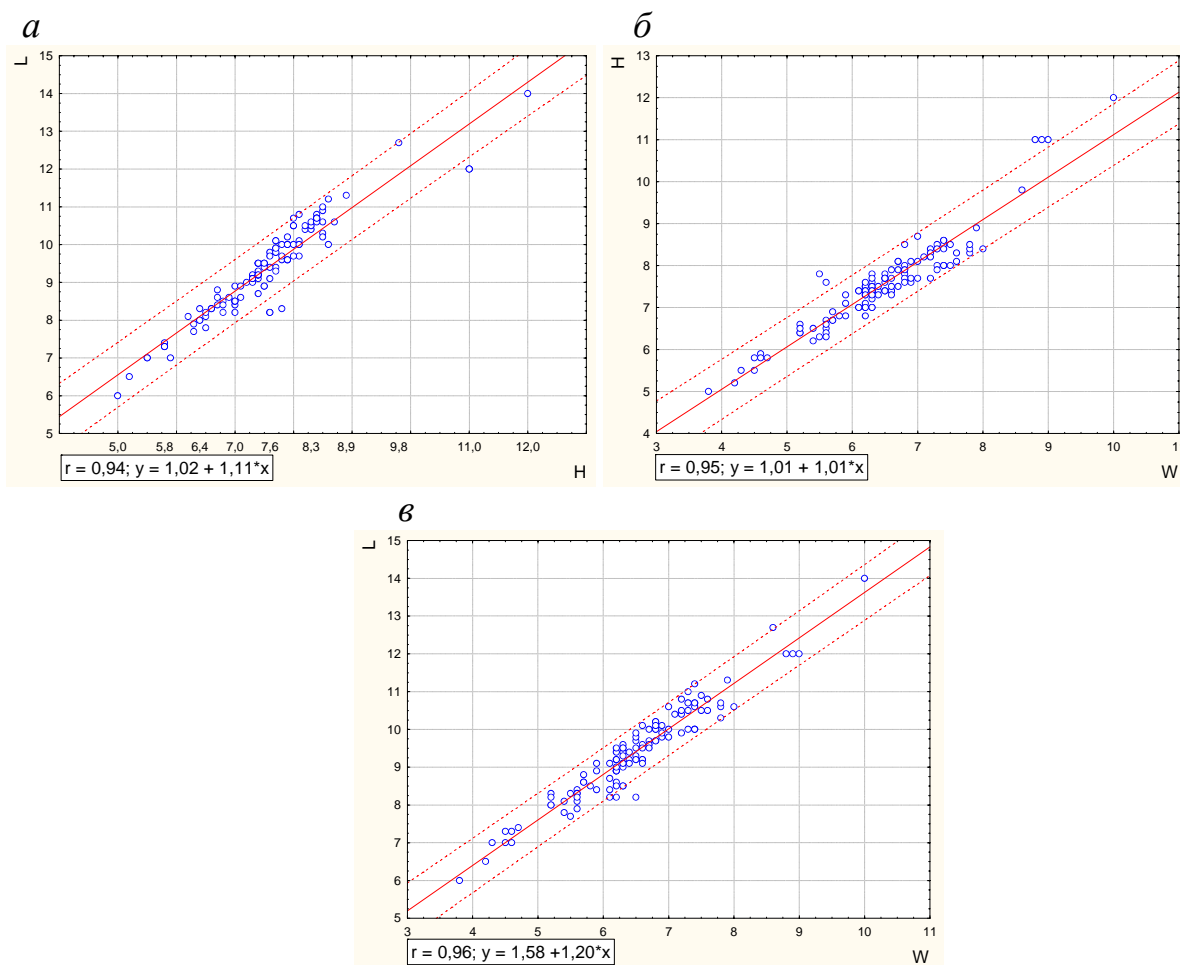 а
б
L
15
14
13
12
11
10
9
8
7
6
5
5,0 5,8 6,4 7,0 7,6 8,3 8,9 9,8 11,0 12,0
H
r = 0,94; y = 1,02 + 1,11*x
H
13
12
11
10
9
8
7
6
5
4
3 4 5 6 7 8 9 10 1
W
r = 0,95; y = 1,01 + 1,01*x
в
L
15
14
13
12
11
10
9
8
7
6
5
3 4 5 6 7 8 9 10 11
W
r = 0,96; y = 1,58 +1,20*x